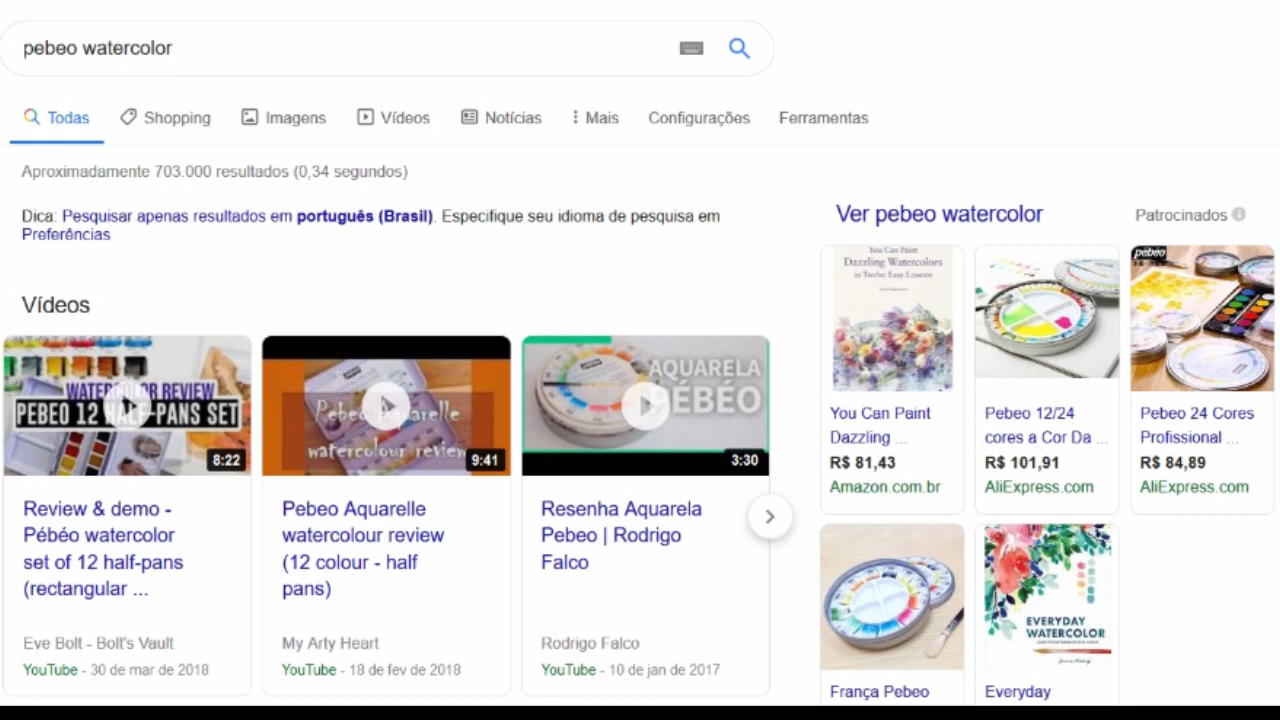 pebeo watercolor
Todas Shopping Imagens Vídeos Notícias Mais Configurações Ferramentas
Aproximadamente 703.000 resultados (0,34 segundos)
Dica: Pesquisar apenas resultados em português (Brasil). Especifique seu idioma de pesquisa em
Preferências
Vídeos
WATERCOLOR REVIEW
PEBEO 12 HALF-PANS SET
8:22
Review & demo -
Pébéo watercolor
set of 12 half-pans
(rectangular ...
Eve Bolt - Bolt's Vault
YouTube - 30 de mar de 2018
Pebeo Aquarelle
watercolour review
9:41
Pebeo Aquarelle
watercolour review
(12 colour - half
pans)
My Arty Heart
YouTube - 18 de fev de 2018
AQUARELA
PÉBÉO
3:30
Resenha Aquarela
Pebeo | Rodrigo
Falco
Rodrigo Falco
YouTube - 10 de jan de 2017
Ver pebeo watercolor
Patrocinados
You Can Paint
Dazzling Watercolors
in Twelve Easy Lessons
You Can Paint
Dazzling ...
R$ 81,43
Amazon.com.br
Pebeo 12/24
cores a Cor Da ...
R$ 101,91
AliExpress.com
pebeo
Pebeo 24 Cores
Profissional ...
R$ 84,89
AliExpress.com
França Pebeo
EVERYDAY
WATERCOLOR
Everyday